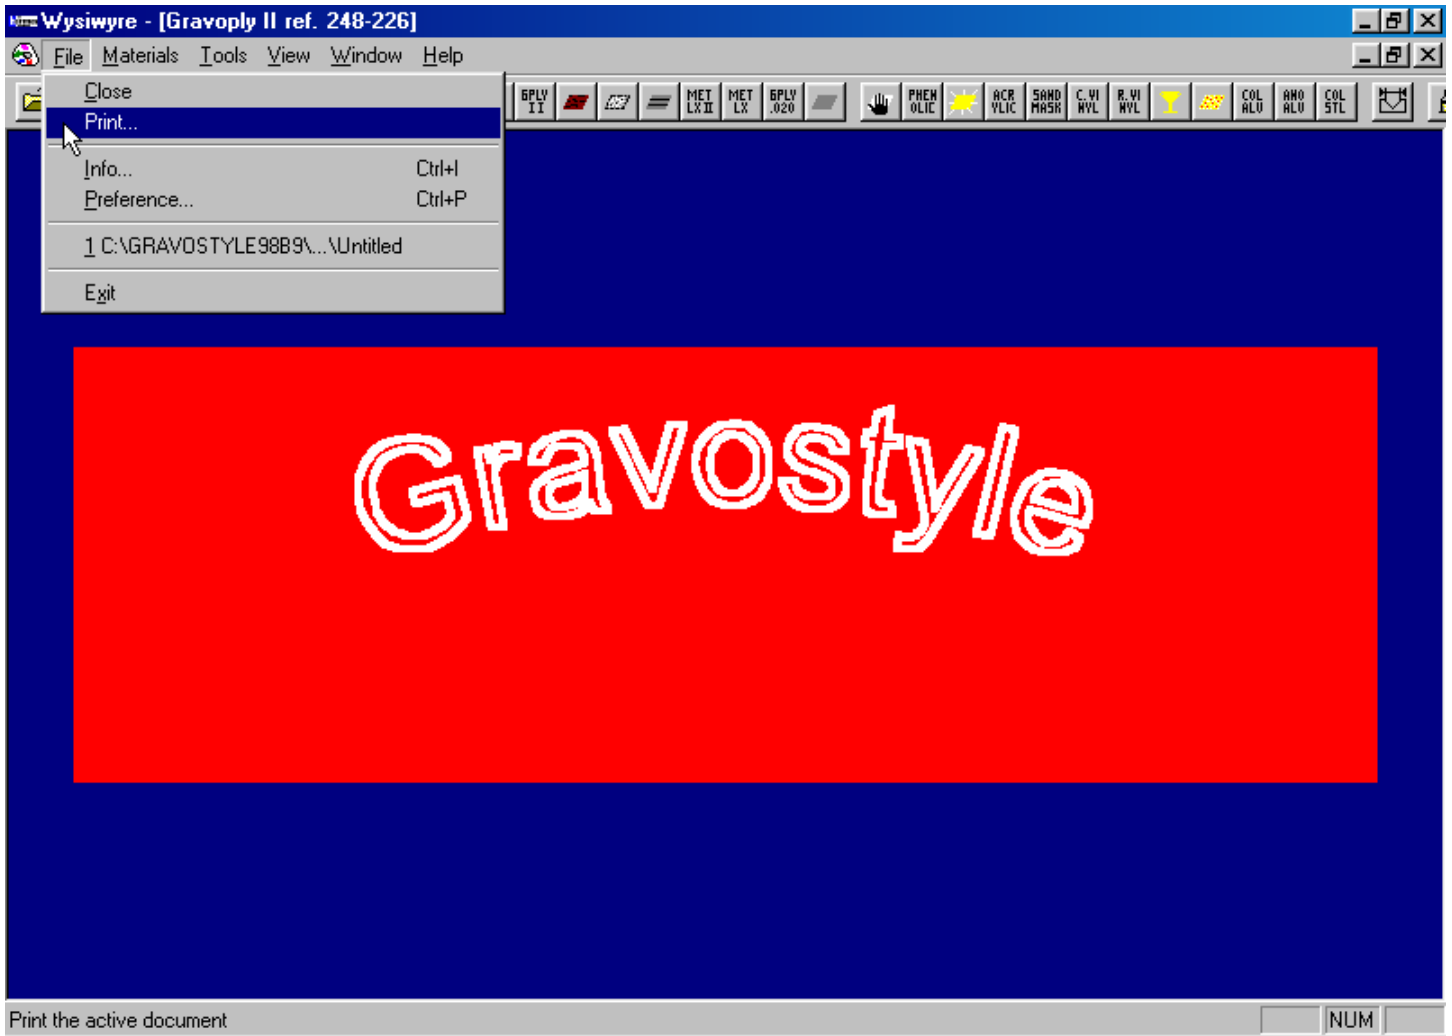 Wysiwyre - [Gravoply II ref. 248-226]
File Materials Tools View Window Help
GPLY II MET LX II MET LX GPLY .020 PHEN OLIC ACR YLIC SAND MASK C.VI NYL R.VI NYL COL ALU ANO ALU COL STL
Close
Print...
Info... Ctrl+I
Preference... Ctrl+P
1 C:\GRAVOSTYLE98B9\...\Untitled
Exit
Gravostyle
Print the active document NUM